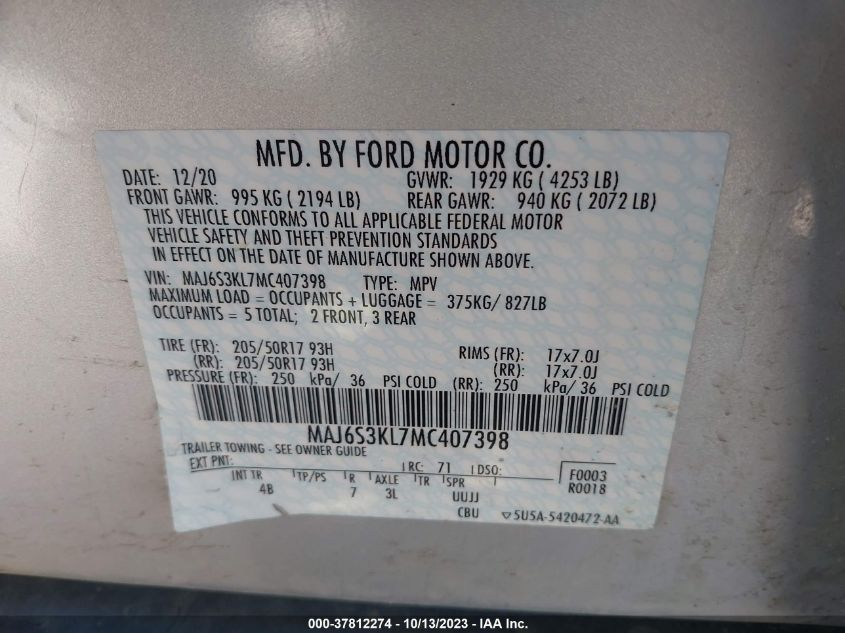 MFD. BY FORD MOTOR CO.
DATE: 12/20 GVWR: 1929 KG ( 4253 LB)
FRONT GAWR: 995 KG ( 2194 LB) REAR GAWR: 940 KG ( 2072 LB)
THIS VEHICLE CONFORMS TO ALL APPLICABLE FEDERAL MOTOR
VEHICLE SAFETY AND THEFT PREVENTION STANDARDS
IN EFFECT ON THE DATE OF MANUFACTURE SHOWN ABOVE.
VIN: MAJ6S3KL7MC407398 TYPE: MPV
MAXIMUM LOAD = OCCUPANTS + LUGGAGE = 375KG/ 827LB
OCCUPANTS = 5 TOTAL; 2 FRONT, 3 REAR
TIRE (FR): 205/50R17 93H RIMS (FR): 17x7.0J
(RR): 205/50R17 93H (RR): 17x7.0J
PRESSURE (FR): 250 kPa/ 36 PSI COLD (RR): 250 kPa/ 36 PSI COLD
MAJ6S3KL7MC407398
TRAILER TOWING - SEE OWNER GUIDE
EXT PNT: RC: 71 DSO: F0003
INT TR TP/PS R AXLE TR SPR R0018
4B 7 3L UUJJ
CBU 5U5A-5420472-AA
000-37812274 | 10/13/2023 - IAA Inc.